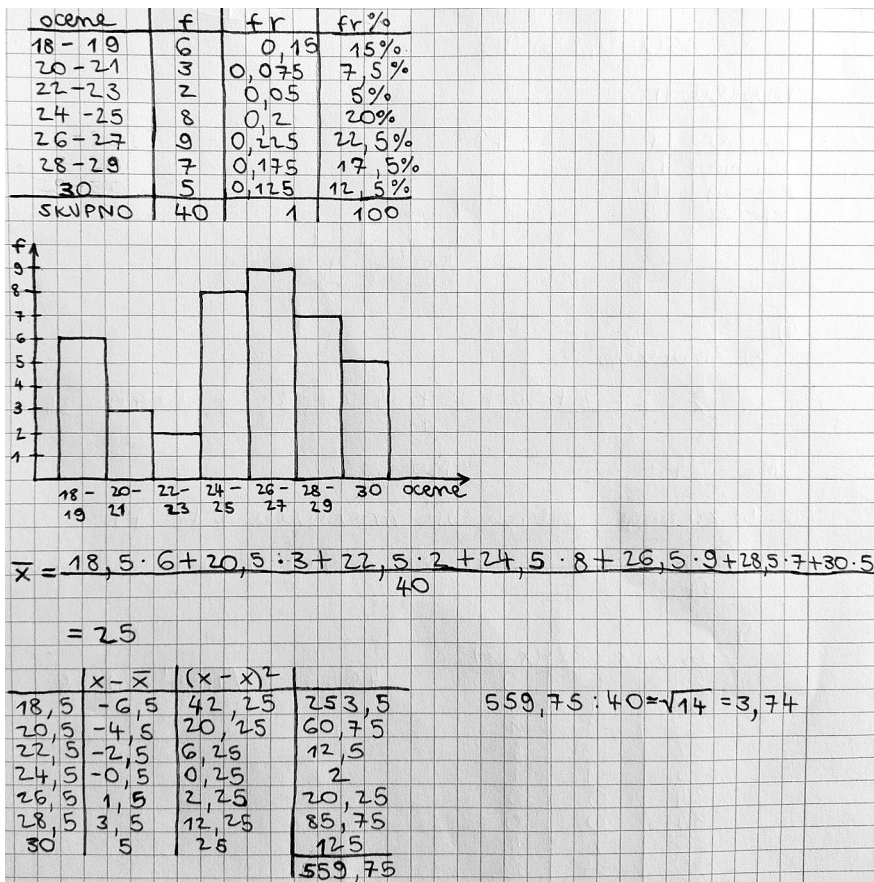 ocene f fr fr%
18-19 6 0,15 15%
20-21 3 0,075 7,5%
22-23 2 0,05 5%
24-25 8 0,2 20%
26-27 9 0,225 22,5%
28-29 7 0,175 17,5%
30 5 0,125 12,5%
SKUPNO 40 1 100
f
9
8
7
6
5
4
3
2
1
18-19 20-21 22-23 24-25 26-27 28-29 30 ocene
x̄ = 18,5·6+20,5:3+22,5·2+24,5·8+26,5·9+28,5·7+30·5
40
= 25
x-x̄ (x-x)²
18,5 -6,5 42,25 253,5
20,5 -4,5 20,25 60,75
22,5 -2,5 6,25 12,5
24,5 -0,5 0,25 2
26,5 1,5 2,25 20,25
28,5 3,5 12,25 85,75
30 5 25 125
559,75
559,75:40≈√14=3,74